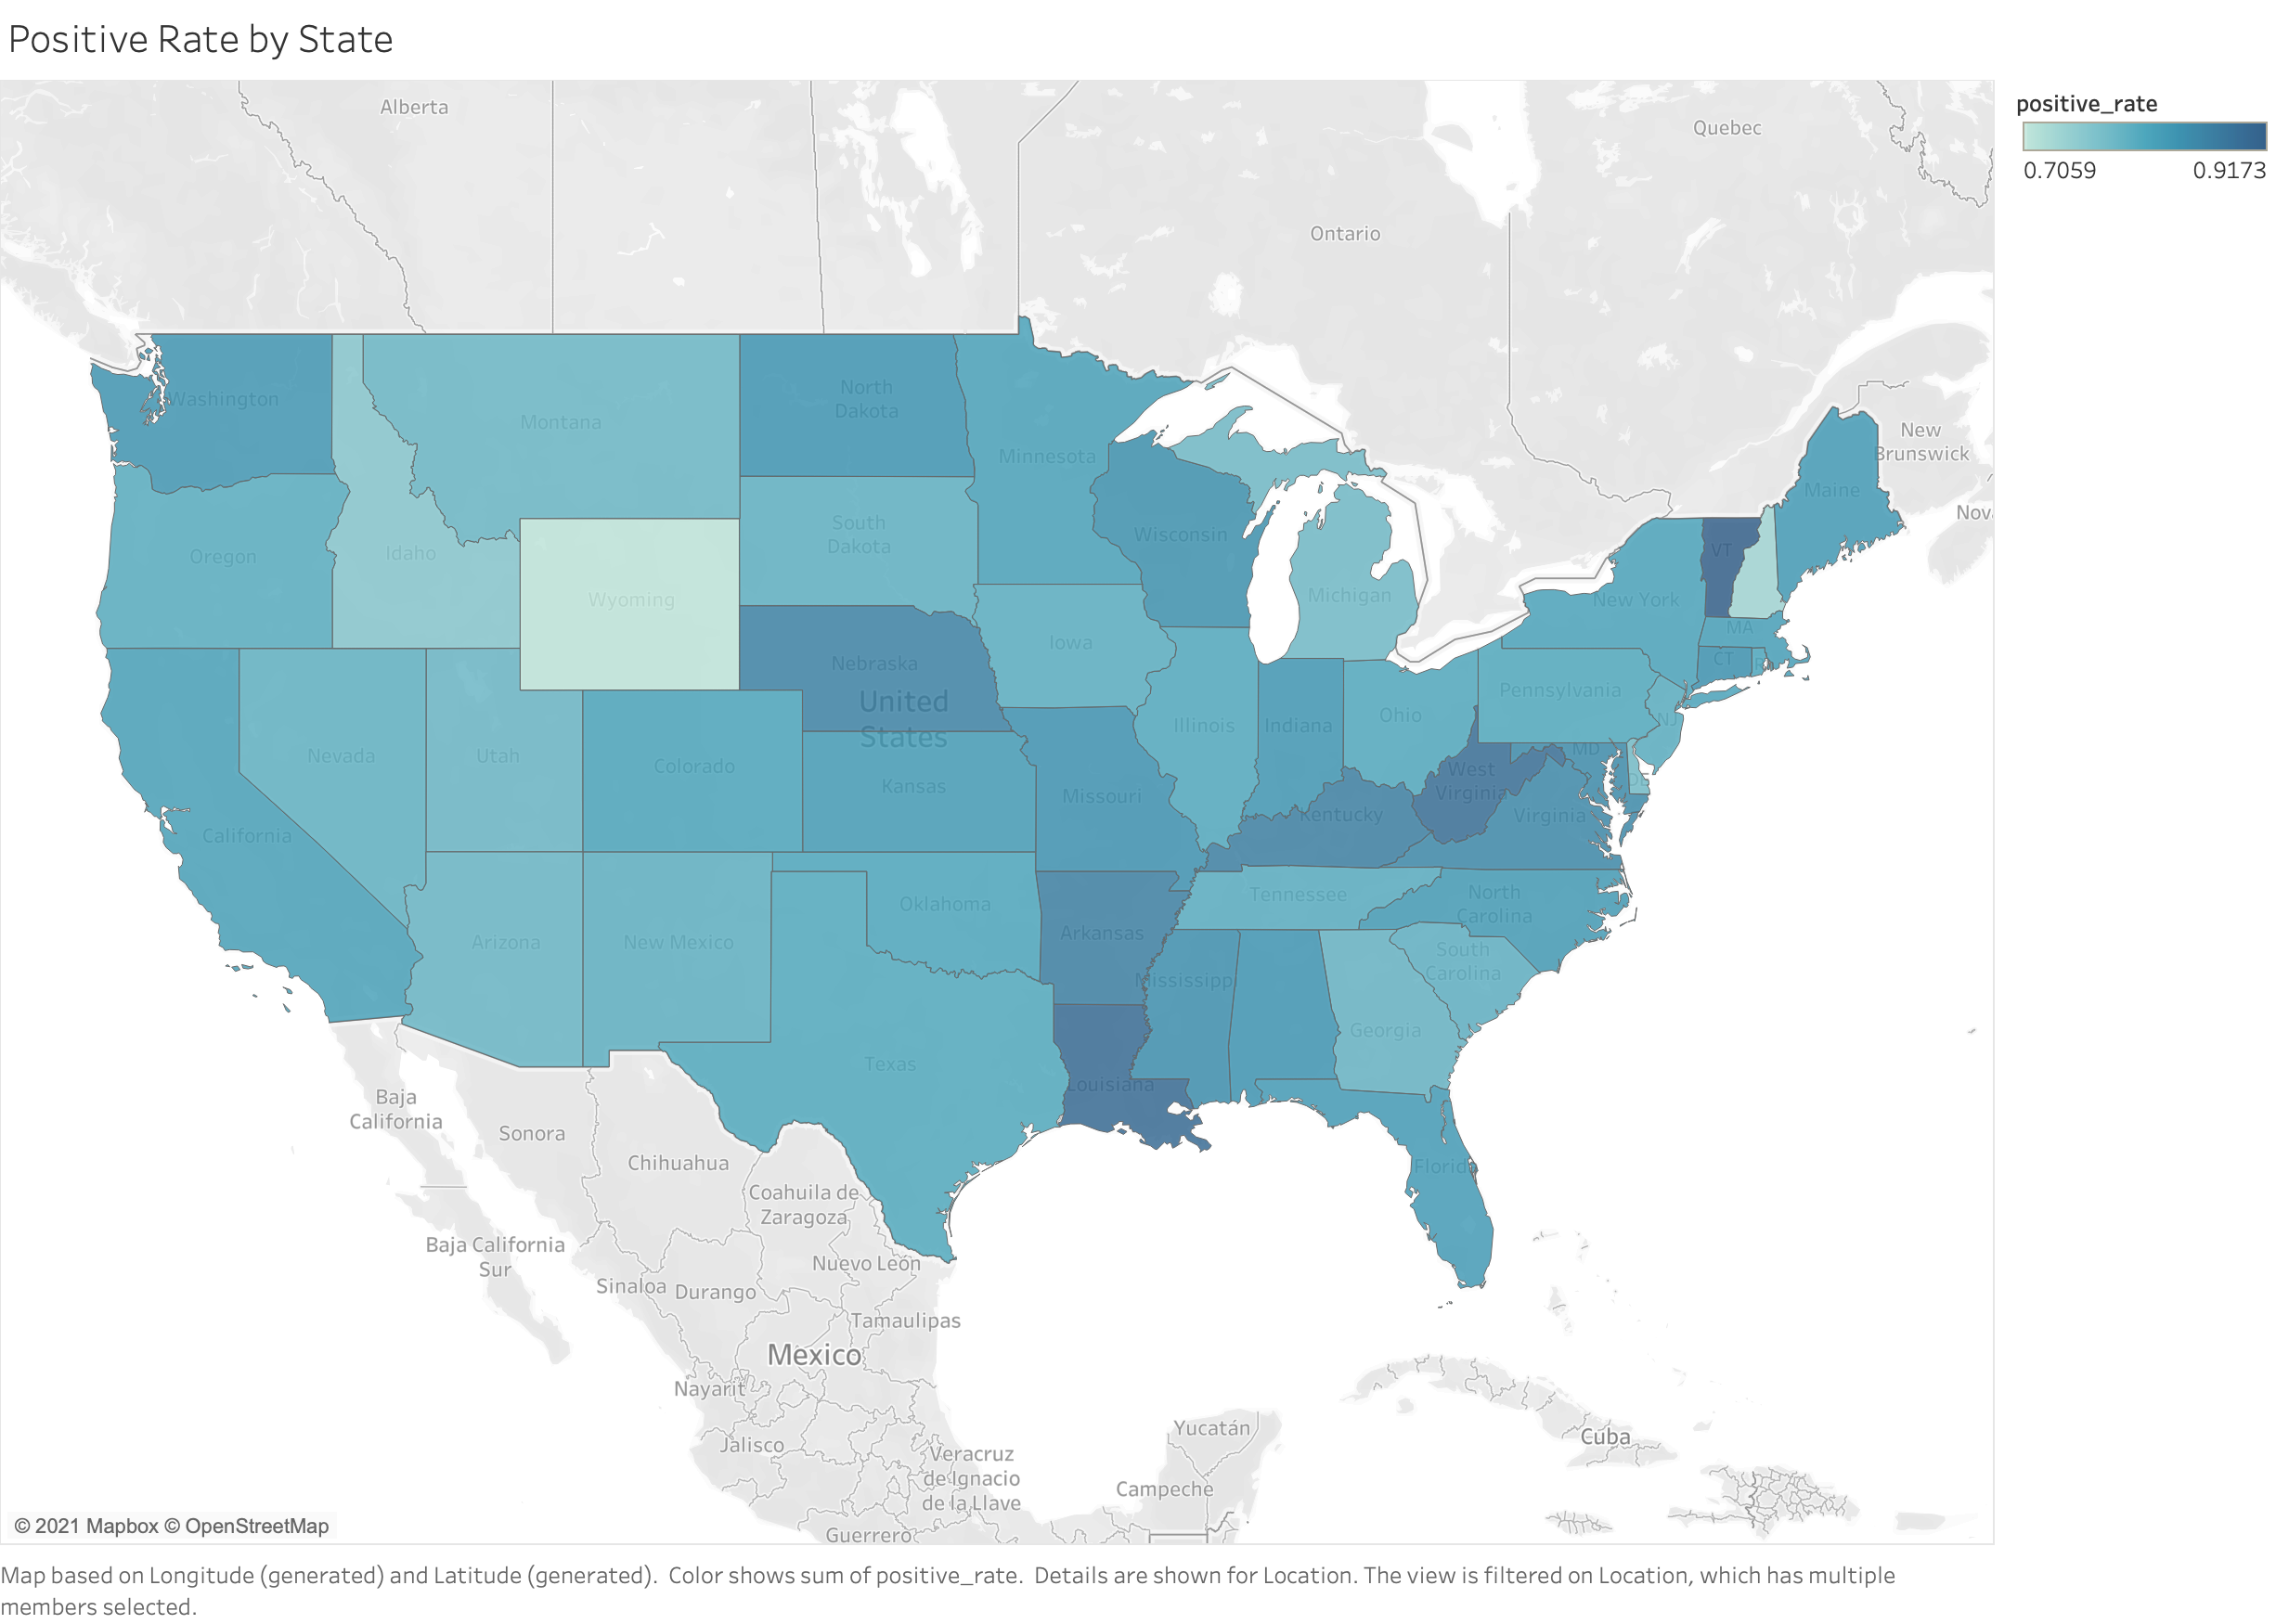 Positive Rate by State
positive_rate
0.7059 0.9173
Alberta
Quebec
Ontario
New
Brunswick
Nov
Washington
Montana
North
Dakota
Minnesota
Maine
Oregon
Idaho
Wyoming
South
Dakota
Wisconsin
Michigan
VT
New York
MA
CT
Iowa
Nebraska
United
States
Pennsylvania
NJ
Nevada
Utah
Colorado
Kansas
Missouri
Illinois
Indiana
Ohio
West
Virginia
MD
DE
California
Kentucky
Virginia
Arizona
New Mexico
Oklahoma
Arkansas
Tennessee
North
Carolina
South
Carolina
Mississipp
Georgia
Texas
Louisiana
Florida
Baja
California
Sonora
Chihuahua
Coahuila de
Zaragoza
Baja California
Sur
Nuevo León
Sinaloa
Durango
Tamaulipas
Mexico
Nayarit
Jalisco
Yucatán
Cuba
Veracruz
de Ignacio
de la Llave
Campeche
Guerrero
© 2021 Mapbox © OpenStreetMap
Map based on Longitude (generated) and Latitude (generated). Color shows sum of positive_rate. Details are shown for Location. The view is filtered on Location, which has multiple
members selected.